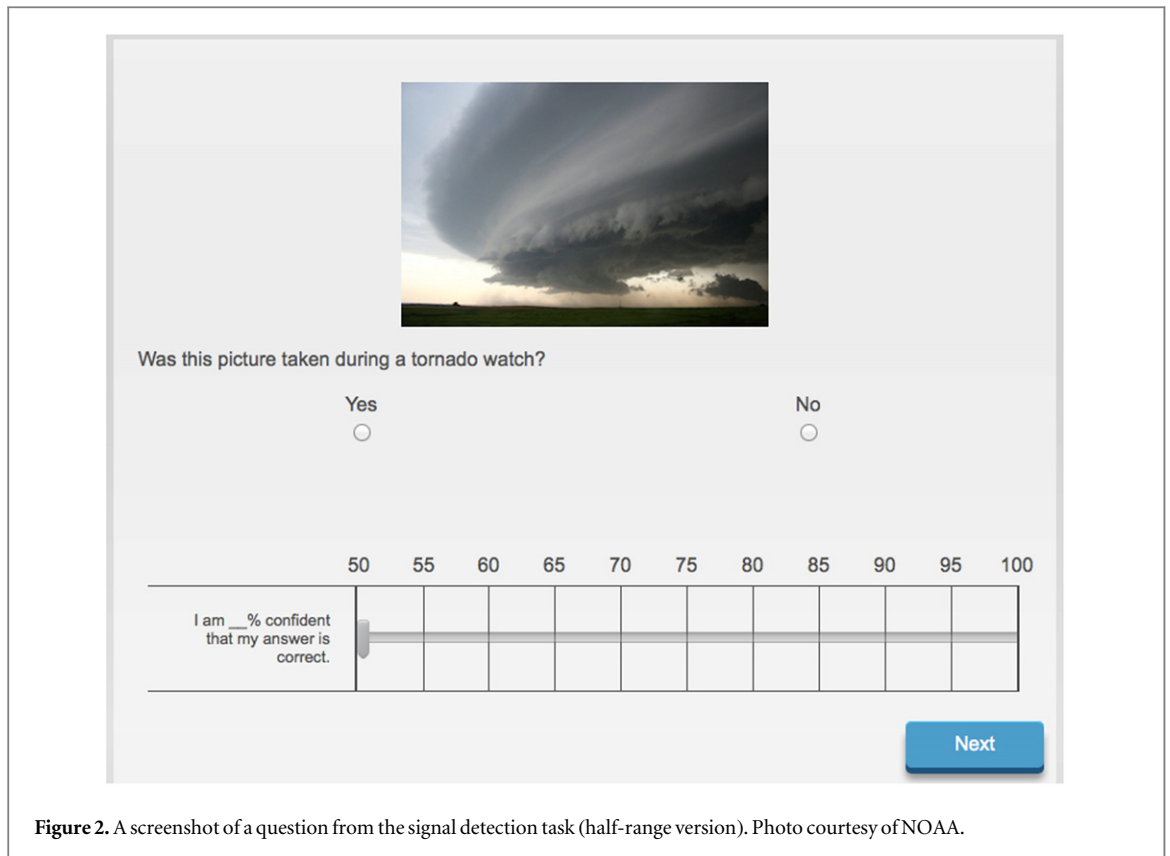 Was this picture taken during a tornado watch?
Yes No
50 55 60 65 70 75 80 85 90 95 100
I am __% confident
that my answer is
correct.
Next
Figure 2. A screenshot of a question from the signal detection task (half-range version). Photo courtesy of NOAA.